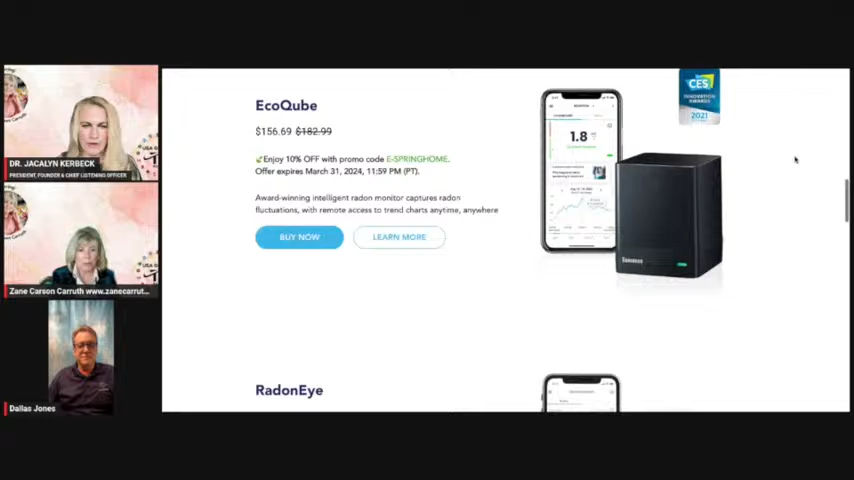 DR. JACALYN KERBECK
PRESIDENT, FOUNDER & CHIEF LISTENING OFFICER
USA G
Zane Carson Carruth www.zanecarrut...
Dallas Jones
EcoQube
$156.69 $182.99
Enjoy 10% OFF with promo code E-SPRINGHOME.
Offer expires March 31, 2024, 11:59 PM (PT).
Award-winning intelligent radon monitor captures radon
fluctuations, with remote access to trend charts anytime, anywhere
BUY NOW
LEARN MORE
CES
INNOVATION
AWARDS
2021
1.8
Ecosense
RadonEye